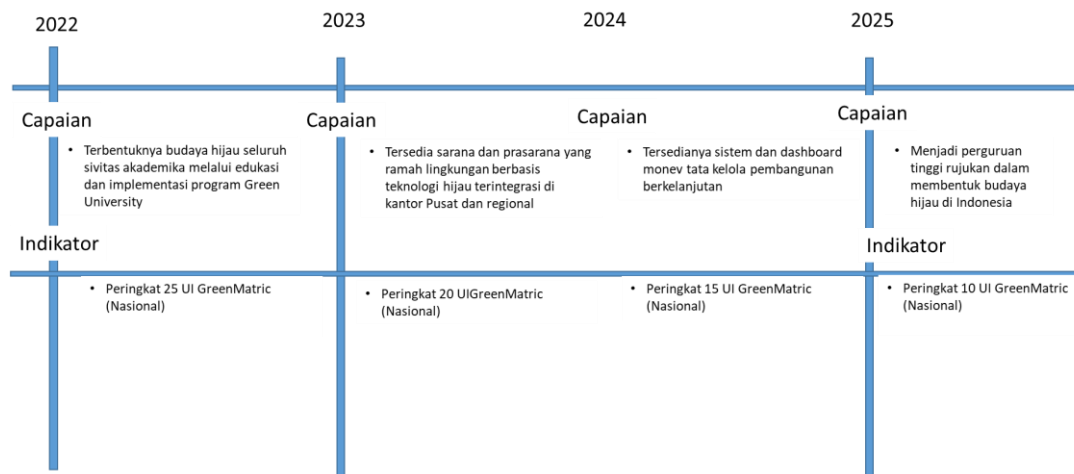 2022
2023
2024
2025
Capaian
Capaian
Capaian
Capaian
• Terbentuknya budaya hijau seluruh
sivitas akademika melalui edukasi
dan implementasi program Green
University
• Tersedia sarana dan prasarana yang
ramah lingkungan berbasis
teknologi hijau terintegrasi di
kantor Pusat dan regional
• Tersedianya sistem dan dashboard
monev tata kelola pembangunan
berkelanjutan
• Menjadi perguruan
tinggi rujukan dalam
membentuk budaya
hijau di Indonesia
Indikator
Indikator
• Peringkat 25 UI GreenMatric
(Nasional)
• Peringkat 20 UIGreenMatric
(Nasional)
• Peringkat 15 UI GreenMatric
(Nasional)
• Peringkat 10 UI GreenMatric
(Nasional)